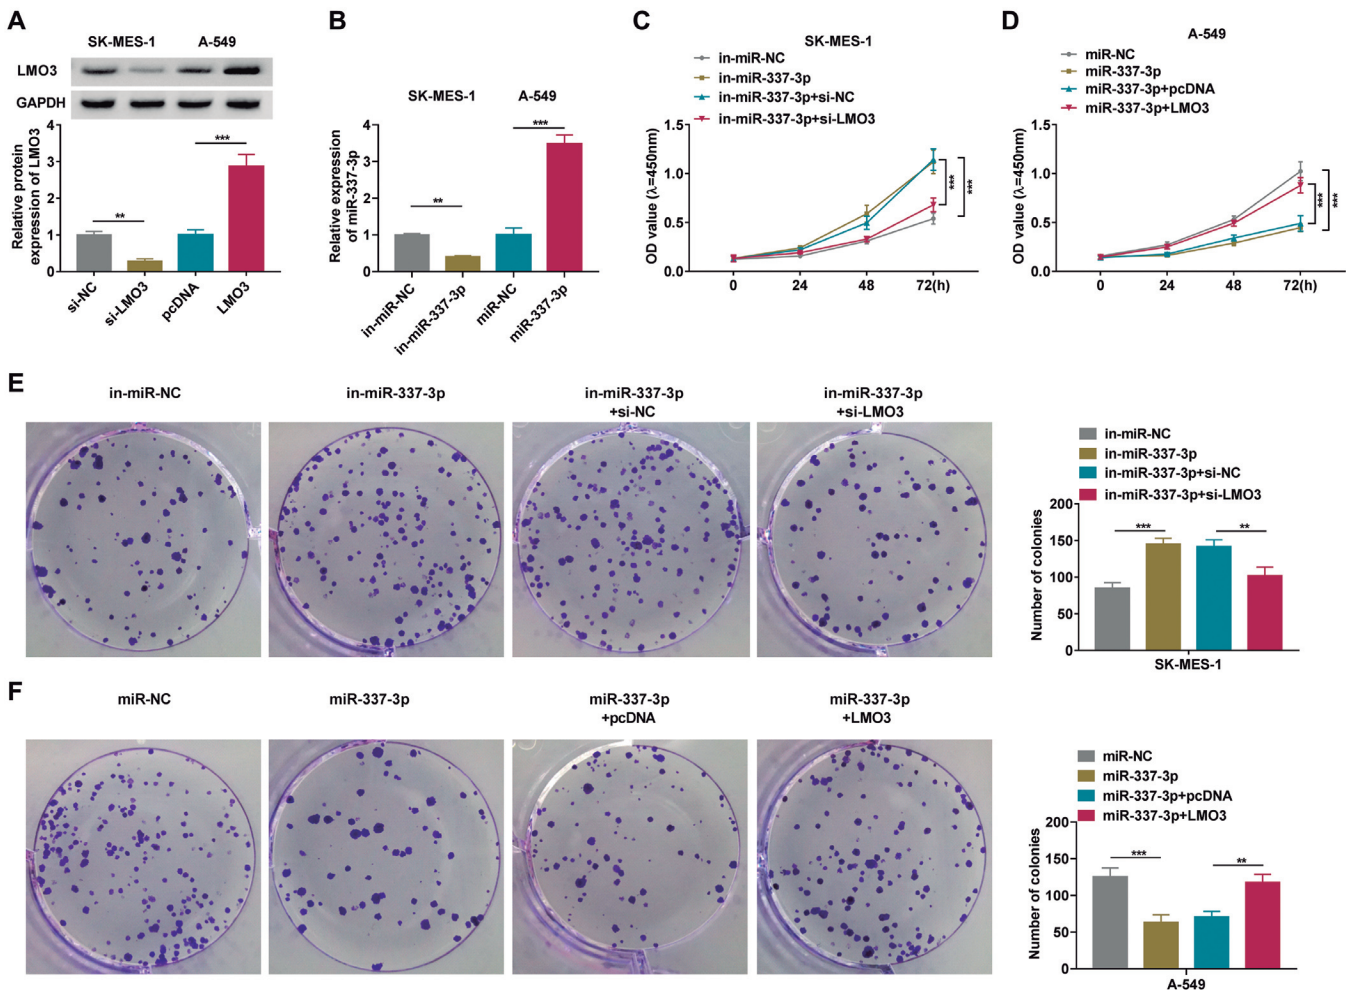 A
SK-MES-1 A-549
LMO3
GAPDH
Relative protein
expression of LMO3
4
3
2
1
0
**
***
si-NC
si-LMO3
pcDNA
LMO3
B
SK-MES-1 A-549
Relative expression
of miR-337-3p
4
3
2
1
0
**
***
in-miR-NC
in-miR-337-3p
miR-NC
miR-337-3p
C
SK-MES-1
in-miR-NC
in-miR-337-3p
in-miR-337-3p+si-NC
in-miR-337-3p+si-LMO3
OD value (λ=450nm)
1.5
1.0
0.5
0.0
0 24 48 72(h)
***
***
D
A-549
miR-NC
miR-337-3p
miR-337-3p+pcDNA
miR-337-3p+LMO3
OD value (λ=450nm)
1.5
1.0
0.5
0.0
0 24 48 72(h)
***
***
E
in-miR-NC
in-miR-337-3p
in-miR-337-3p
+si-NC
in-miR-337-3p
+si-LMO3
in-miR-NC
in-miR-337-3p
in-miR-337-3p+si-NC
in-miR-337-3p+si-LMO3
Number of colonies
200
150
100
50
0
***
**
SK-MES-1
F
miR-NC
miR-337-3p
miR-337-3p
+pcDNA
miR-337-3p
+LMO3
miR-NC
miR-337-3p
miR-337-3p+pcDNA
miR-337-3p+LMO3
Number of colonies
200
150
100
50
0
***
**
A-549